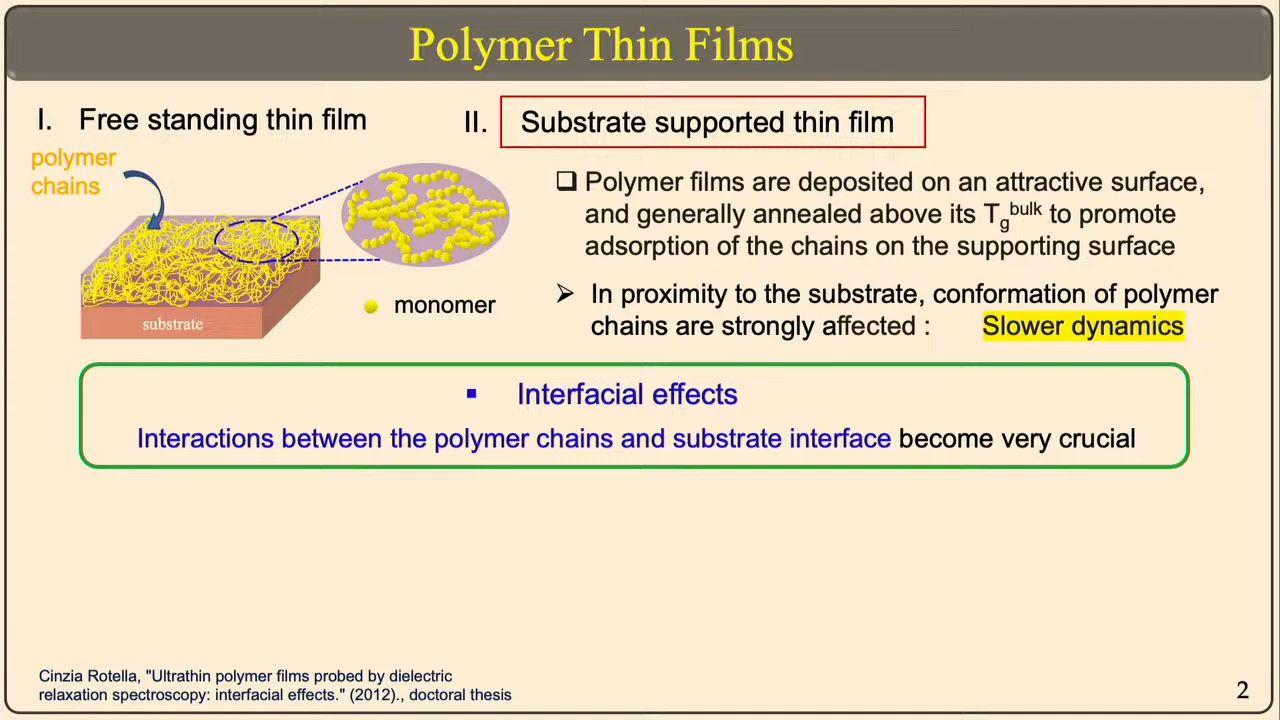 Polymer Thin Films
I. Free standing thin film
II. Substrate supported thin film
polymer
chains
substrate
monomer
❑ Polymer films are deposited on an attractive surface,
and generally annealed above its Tg^bulk to promote
adsorption of the chains on the supporting surface
➢ In proximity to the substrate, conformation of polymer
chains are strongly affected : Slower dynamics
▪ Interfacial effects
Interactions between the polymer chains and substrate interface become very crucial
Cinzia Rotella, "Ultrathin polymer films probed by dielectric
relaxation spectroscopy: interfacial effects." (2012)., doctoral thesis
2